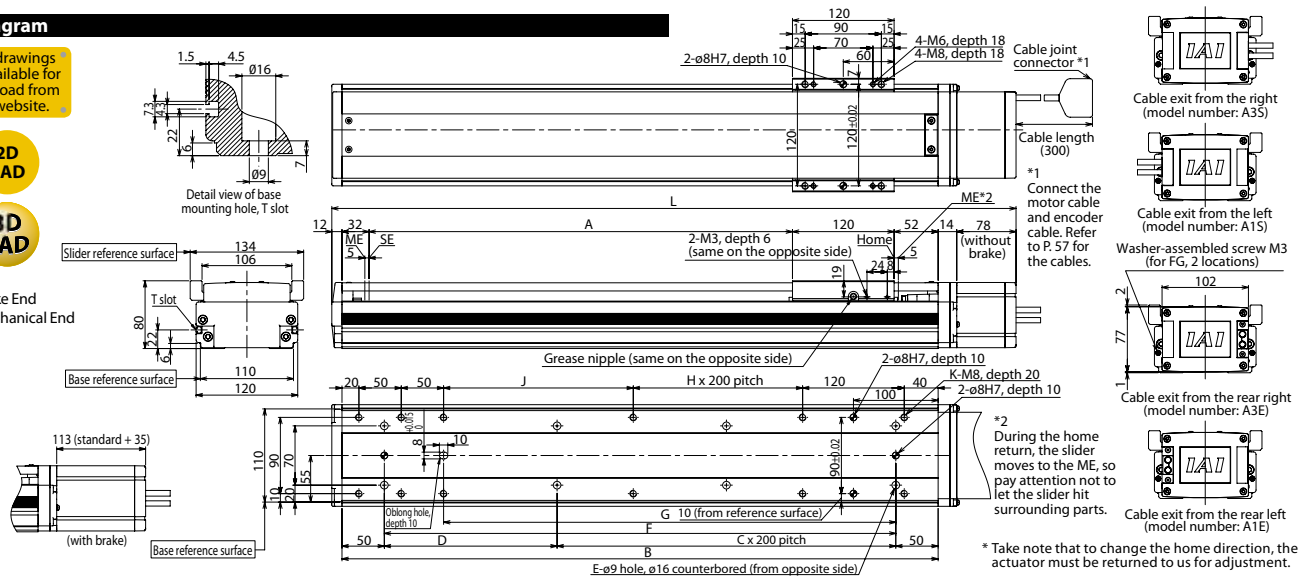 gram
drawings
ailable for
oad from
website.
2D
AD
3D
AD
1.5
4.5
Ø16
7.3
4.3
22
6
7
Ø9
Detail view of base
mounting hole, T slot
120
15
90
15
25
70
25
60
7
2-ø8H7, depth 10
4-M6, depth 18
4-M8, depth 18
Cable joint
connector *1
120
120±0.02
Cable length
(300)
*1
Connect the
motor cable
and encoder
cable. Refer
to P. 57 for
the cables.
L
12
32
A
120
52
14
78
(without
brake)
ME
SE
5
2-M3, depth 6
(same on the opposite side)
Home
ME*2
5
24
8
19
Grease nipple (same on the opposite side)
Slider reference surface
134
106
T slot
80
22
6
Base reference surface
110
120
ke End
chanical End
2-ø8H7, depth 10
K-M8, depth 20
2-ø8H7, depth 10
20
50
50
J
H x 200 pitch
120
40
100
110
90
70
10
20
55
+0.015
0
8
10
90±0.02
Oblong hole,
depth 10
G
10 (from reference surface)
F
50
D
C x 200 pitch
50
B
E-ø9 hole, ø16 counterbored (from opposite side)
Base reference surface
113 (standard + 35)
(with brake)
*2
During the home
return, the slider
moves to the ME, so
pay attention not to
let the slider hit
surrounding parts.
IAI
Cable exit from the right
(model number: A3S)
IAI
Cable exit from the left
(model number: A1S)
Washer-assembled screw M3
(for FG, 2 locations)
102
2
77
1
IAI
Cable exit from the rear right
(model number: A3E)
IAI
Cable exit from the rear left
(model number: A1E)
* Take note that to change the home direction, the
actuator must be returned to us for adjustment.